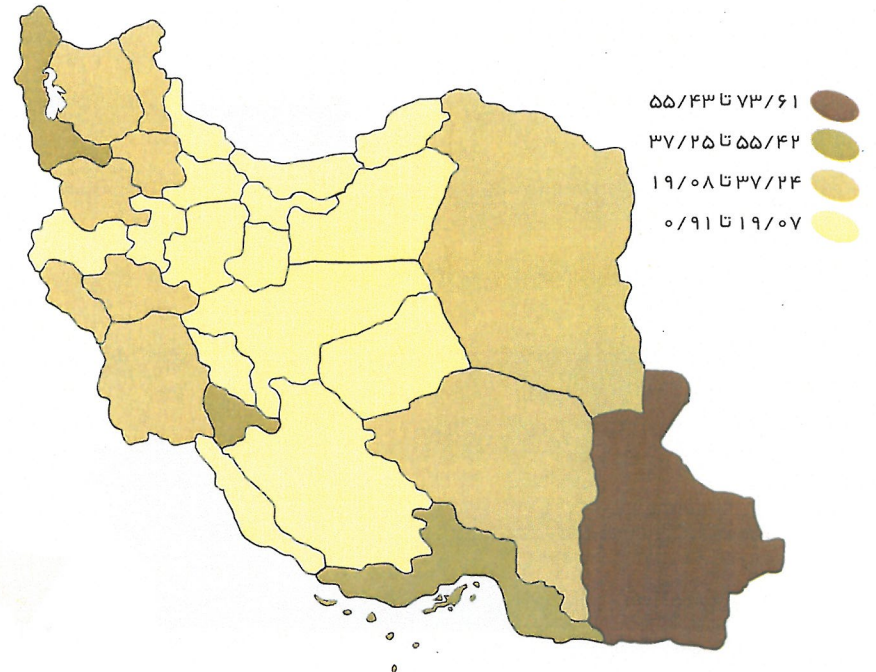 ۵۵/۴۳ تا ۷۳/۶۱
۳۷/۲۵ تا ۵۵/۴۲
۱۹/۰۸ تا ۳۷/۲۴
۰/۹۱ تا ۱۹/۰۷